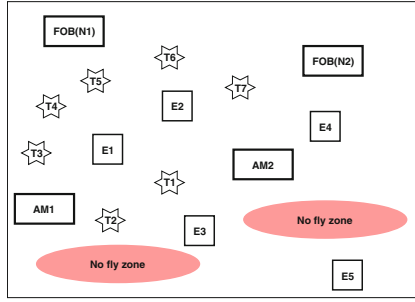 FOB(N1)
T6
FOB(N2)
T5
T7
T4
E2
E4
E1
T3
AM2
T1
AM1
T2
No fly zone
E3
No fly zone
E5